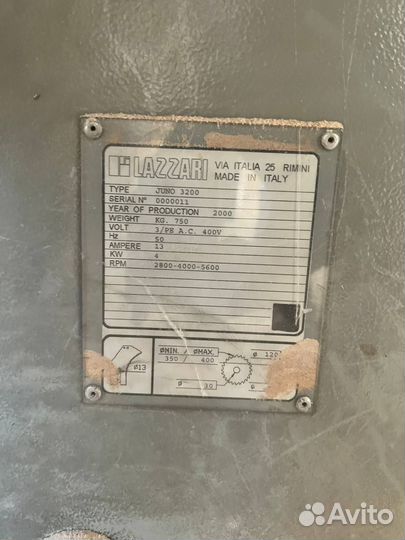 LAZZARI VIA ITALIA 25 RIMINI
MADE IN ITALY
TYPE JUNO 3200
SERIAL N° 0000011
YEAR OF PRODUCTION 2000
WEIGHT KG. 750
VOLT 3/PE A.C. 400V
Hz 50
AMPERE 13
KW 4
RPM 2800-4000-5600
ØMIN. / ØMAX.
350 / 400
Ø 120
Ø13
Ø 30
6
Avito